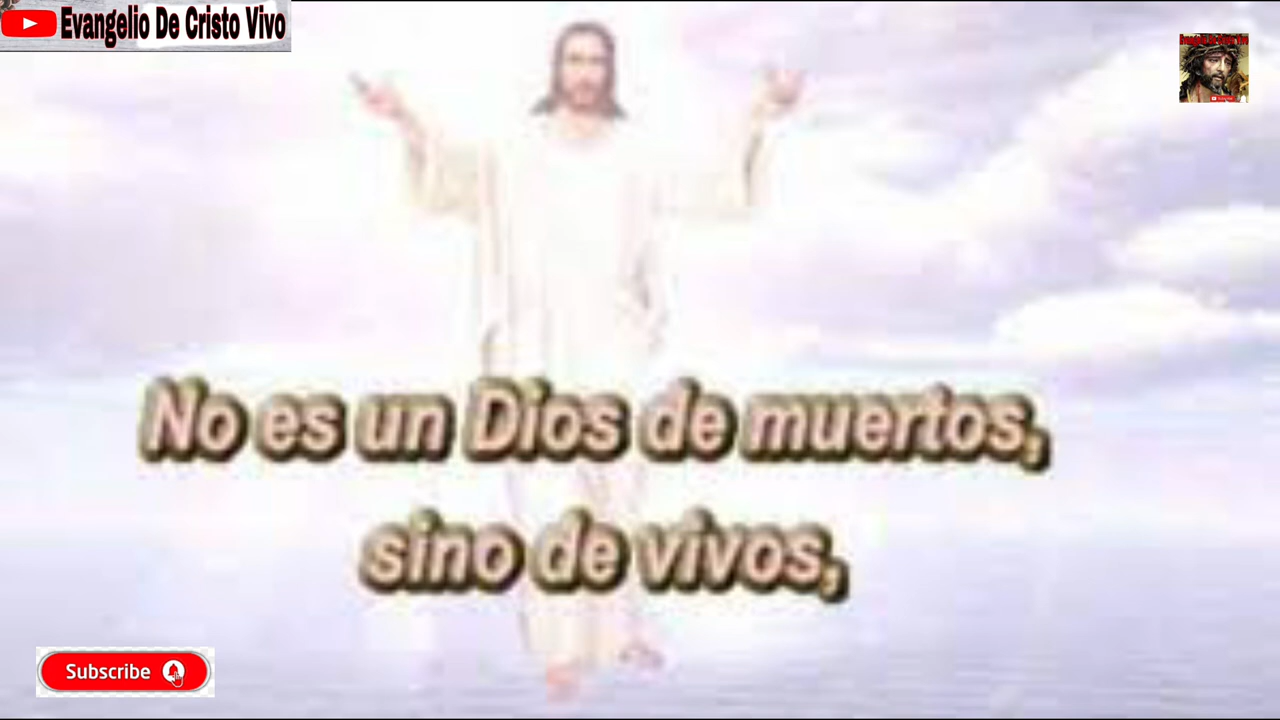 Evangelio De Cristo Vivo
No es un Dios de muertos,
sino de vivos,
Subscribe